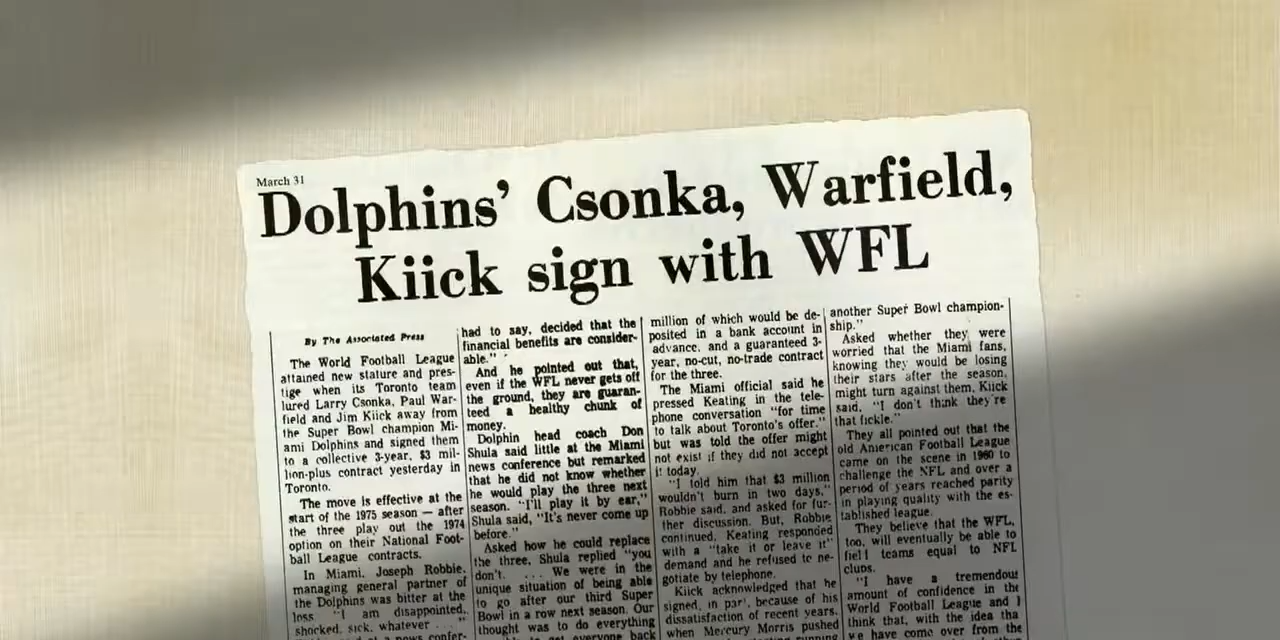 March 31
Dolphins' Csonka, Warfield,
Kiick sign with WFL
By The Associated Press
The World Football League
attained new stature and pres-
tige when its Toronto team
lured Larry Csonka, Paul War-
field and Jim Kiick away from
the Super Bowl champion Mi-
ami Dolphins and signed them
to a collective 3-year, $3 mil-
lion-plus contract yesterday in
Toronto.
The move is effective at the
start of the 1975 season — after
the three play out the 1974
option on their National Foot-
ball League contracts.
In Miami, Joseph Robbie,
managing general partner of
the Dolphins was bitter at the
loss "I am disappointed,
shocked, sick, whatever . . ."
had to say, decided that the
financial benefits are consider-
able."
And he pointed out that,
even if the WFL never gets off
the ground, they are guaran-
teed a healthy chunk of
money.
Dolphin head coach Don
Shula said little at the Miami
news conference but remarked
that he did not know whether
he would play the three next
season. "I'll play it by ear,"
Shula said, "It's never come up
before."
Asked how he could replace
the three, Shula replied "you
don't. . . . We were in the
unique situation of being able
to go after our third Super
Bowl in a row next season. Our
thought was to do everything
million of which would be de-
posited in a bank account in
advance, and a guaranteed 3-
year, no-cut, no-trade contract
for the three.
The Miami official said he
pressed Keating in the tele-
phone conversation "for time
to talk about Toronto's offer."
but was told the offer might
not exist if they did not accept
it today.
"I told him that $3 million
wouldn't burn in two days,"
Robbie said, and asked for fur-
ther discussion. But, Robbie
continued, Keating responded
with a "take it or leave it"
demand and he refused to ne-
gotiate by telephone.
Kiick acknowledged that he
signed, in part, because of his
dissatisfaction of recent years.
when Mercury Morris pushed
another Super Bowl champion-
ship."
Asked whether they were
worried that the Miami fans,
knowing they would be losing
their stars after the season,
might turn against them, Kiick
said, "I don't think they're
that fickle."
They all pointed out that the
old American Football League
came on the scene in 1960 to
challenge the NFL and over a
period of years reached parity
in playing quality with the es-
tablished league.
They believe that the WFL,
too, will eventually be able to
field teams equal to NFL
clubs.
"I have a tremendous
amount of confidence in the
World Football League and I
think that, with the idea tha
we have come over from the